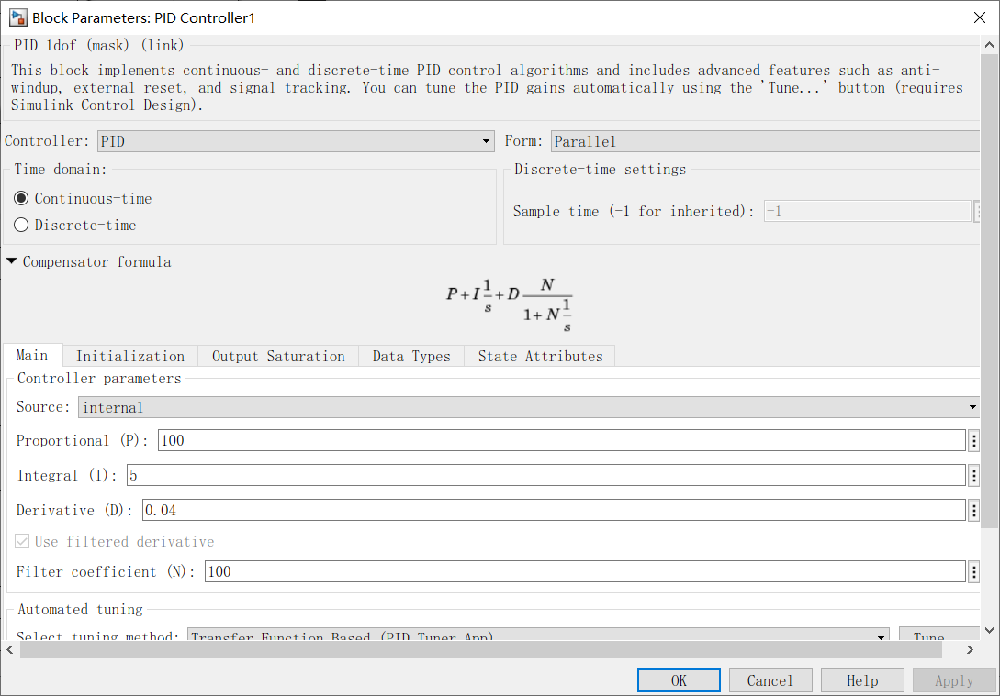 Block Parameters: PID Controller1
PID 1dof (mask) (link)
This block implements continuous- and discrete-time PID control algorithms and includes advanced features such as anti-
windup, external reset, and signal tracking. You can tune the PID gains automatically using the 'Tune...' button (requires
Simulink Control Design).
Controller: PID Form: Parallel
Time domain: Discrete-time settings
Continuous-time
Sample time (-1 for inherited): -1
Discrete-time
Compensator formula
P+I 1/s +D N/(1+N 1/s)
Main Initialization Output Saturation Data Types State Attributes
Controller parameters
Source: internal
Proportional (P): 100
Integral (I): 5
Derivative (D): 0.04
Use filtered derivative
Filter coefficient (N): 100
Automated tuning
Select tuning method: Transfer Function Based (PID Tuner App) Tune
OK Cancel Help Apply